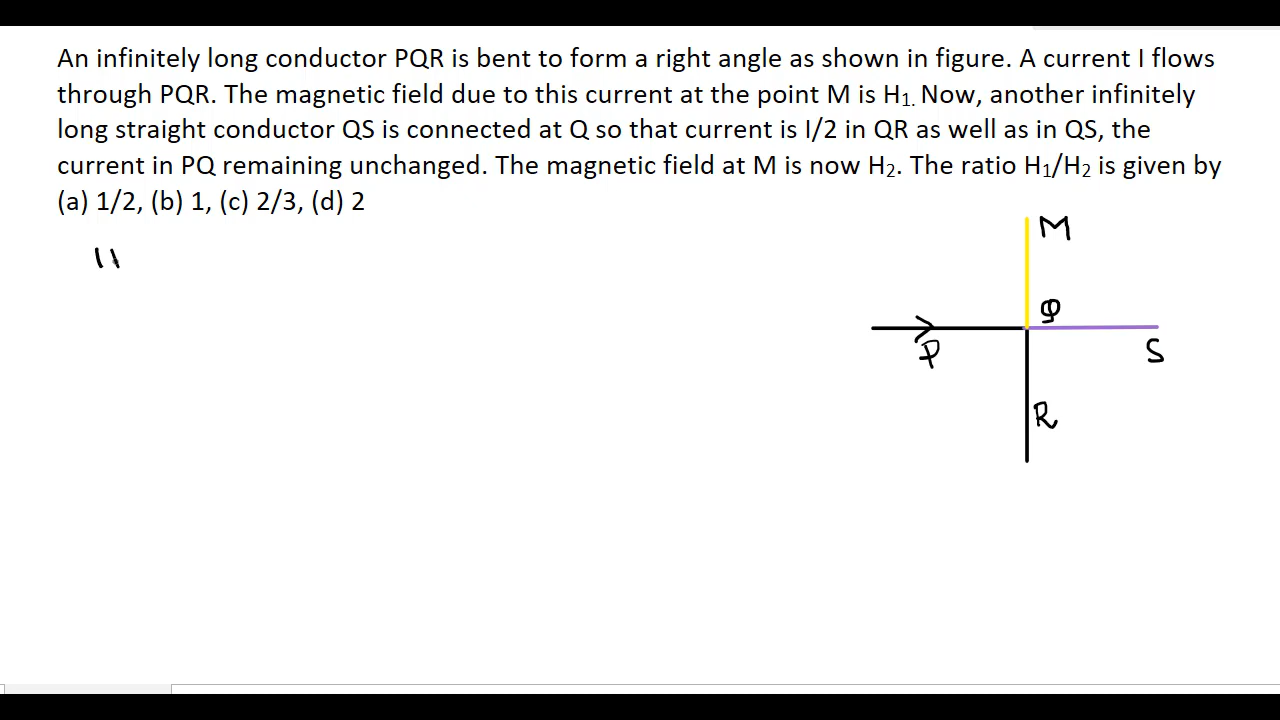 An infinitely long conductor PQR is bent to form a right angle as shown in figure. A current I flows
through PQR. The magnetic field due to this current at the point M is H₁. Now, another infinitely
long straight conductor QS is connected at Q so that current is I/2 in QR as well as in QS, the
current in PQ remaining unchanged. The magnetic field at M is now H₂. The ratio H₁/H₂ is given by
(a) 1/2, (b) 1, (c) 2/3, (d) 2
M
Q
P
S
R